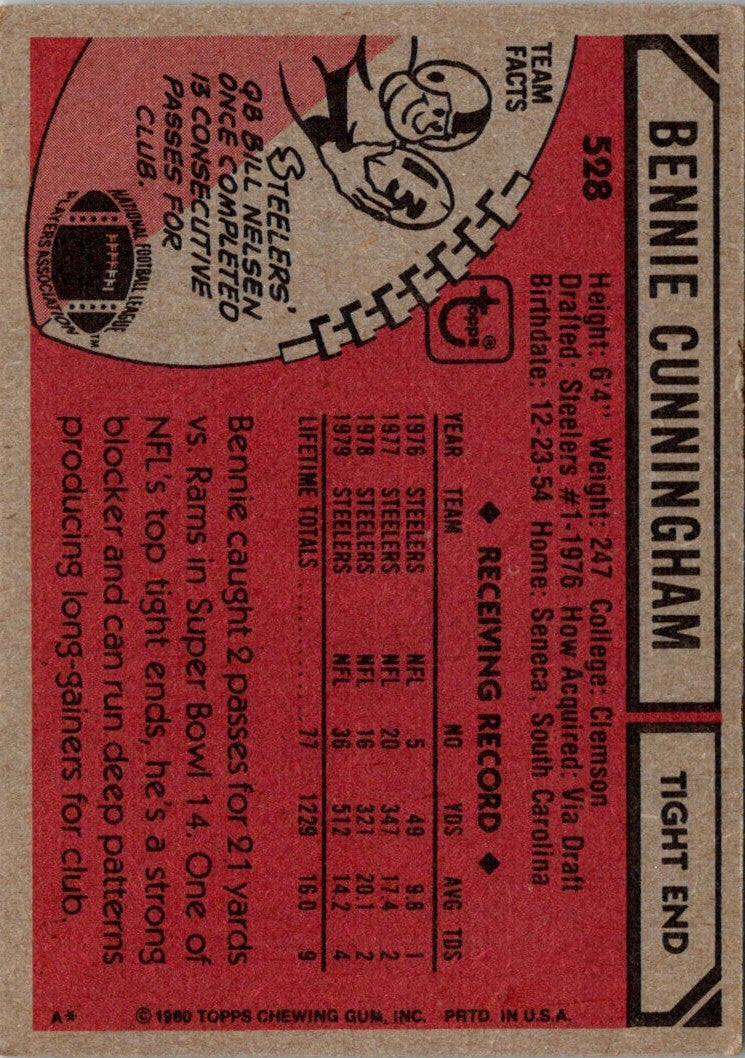 BENNIE CUNNINGHAM TIGHT END
528
Height: 6'4" Weight: 247 College: Clemson
Drafted: Steelers #1-1976 How Acquired: Via Draft
Birthdate: 12-23-54 Home: Seneca, South Carolina
TEAM
FACTS
13
STEELERS'
QB BILL NELSEN
ONCE COMPLETED
13 CONSECUTIVE
PASSES FOR
CLUB.
NATIONAL FOOTBALL LEAGUE
PLAYERS ASSOCIATION
TM
topps®
◆ RECEIVING RECORD ◆
YEAR TEAM NO YDS AVG TDS
1976 STEELERS NFL 5 49 9.8 1
1977 STEELERS NFL 20 347 17.4 2
1978 STEELERS NFL 16 321 20.1 2
1979 STEELERS NFL 36 512 14.2 4
LIFETIME TOTALS .......... 77 1229 16.0 9
Bennie caught 2 passes for 21 yards
vs. Rams in Super Bowl 14. One of
NFL's top tight ends, he's a strong
blocker and can run deep patterns
producing long-gainers for club.
A* © 1980 TOPPS CHEWING GUM, INC. PRTD. IN U.S.A.